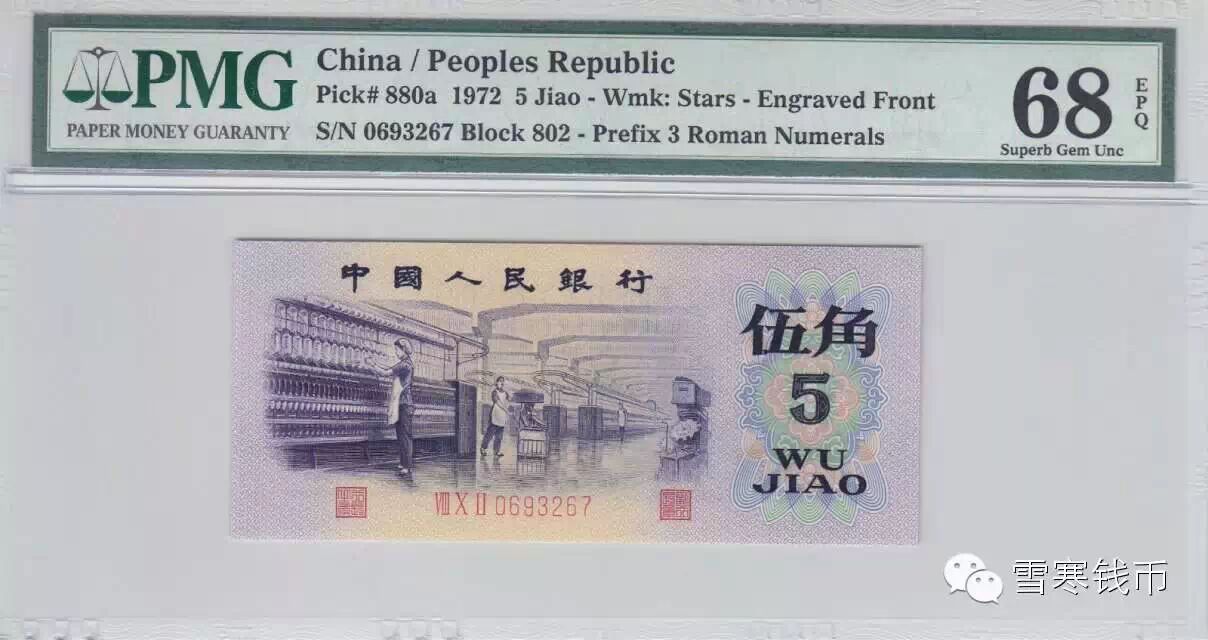 PMG
PAPER MONEY GUARANTY
China / Peoples Republic
Pick# 880a 1972 5 Jiao - Wmk: Stars - Engraved Front
S/N 0693267 Block 802 - Prefix 3 Roman Numerals
68
EPQ
Superb Gem Unc
中國人民銀行
伍角
5
WU
JIAO
Ⅷ Ⅹ Ⅱ 0693267
雪寒钱币